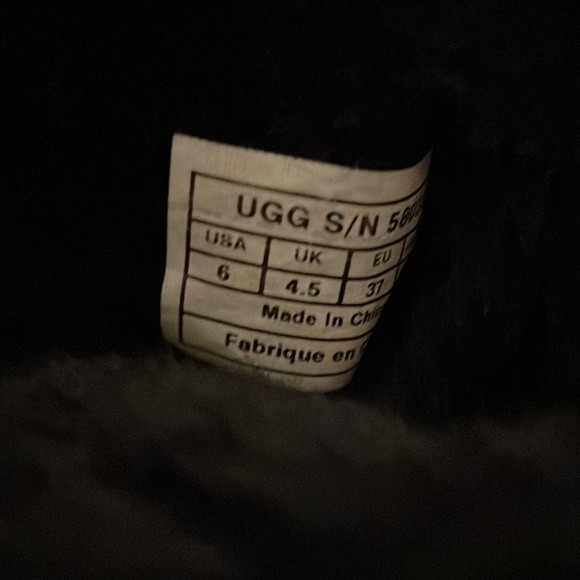 UGG S/N
USA UK EU
6 4.5 37
Made In
Fabrique en